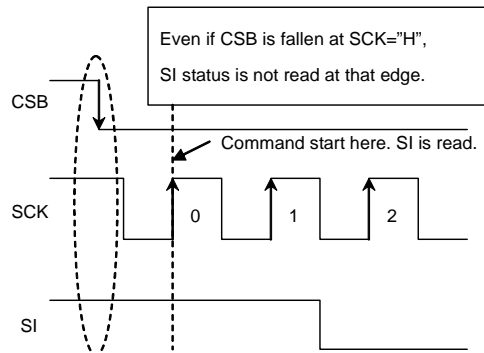 Even if CSB is fallen at SCK="H",
SI status is not read at that edge.
CSB
Command start here. SI is read.
SCK
0
1
2
SI